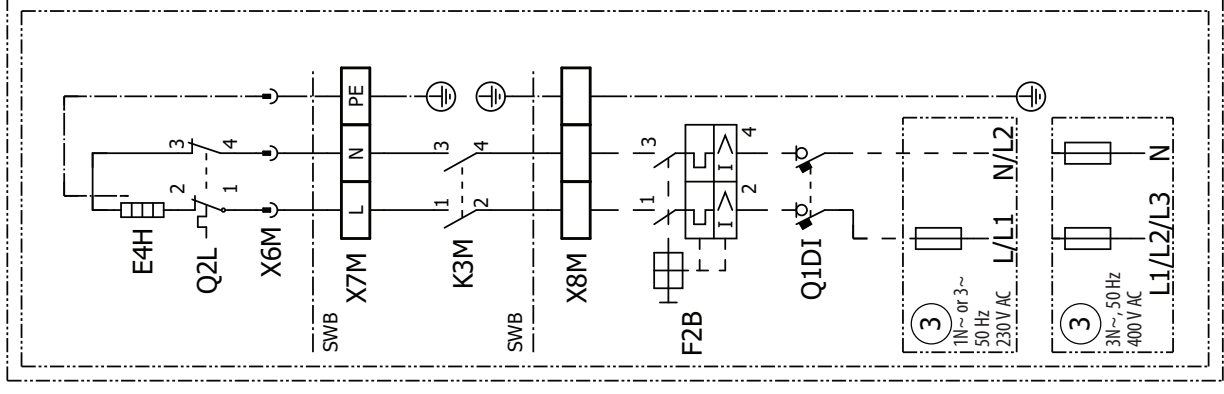 E4H
3
4
2
1
Q2L
X6M
SWB
PE
N
L
X7M
3
4
1
2
K3M
SWB
X8M
3
1
I >
4
I >
2
F2B
Q1DI
N/L2
L/L1
3
1N~ or 3~
50 Hz
230 V AC
N
L1/L2/L3
3
3N~, 50 Hz
400 V AC